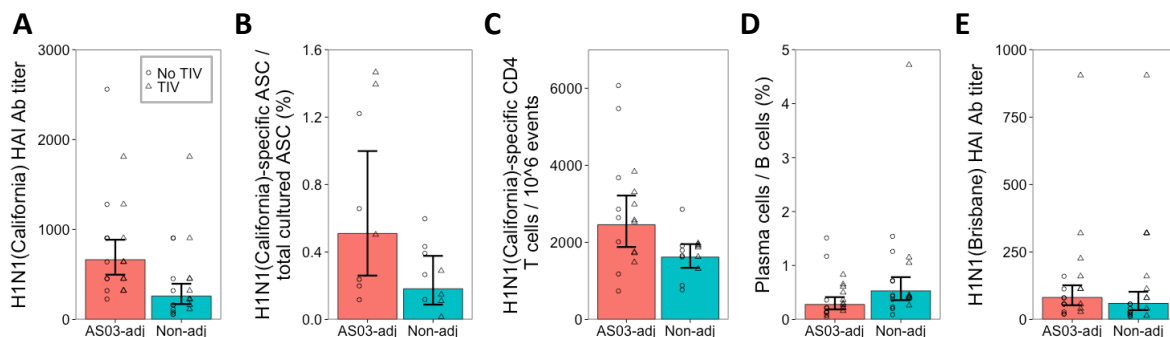 A
H1N1(California) HAI Ab titer
3000
2000
1000
0
○ No TIV
△ TIV
AS03-adj Non-adj
B
H1N1(California)-specific ASC /
total cultured ASC (%)
1.6
1.2
0.8
0.4
0.0
AS03-adj Non-adj
C
H1N1(California)-specific CD4
T cells / 10^6 events
6000
4000
2000
0
AS03-adj Non-adj
D
Plasma cells / B cells (%)
5
4
3
2
1
0
AS03-adj Non-adj
E
H1N1(Brisbane) HAI Ab titer
1000
750
500
250
0
AS03-adj Non-adj